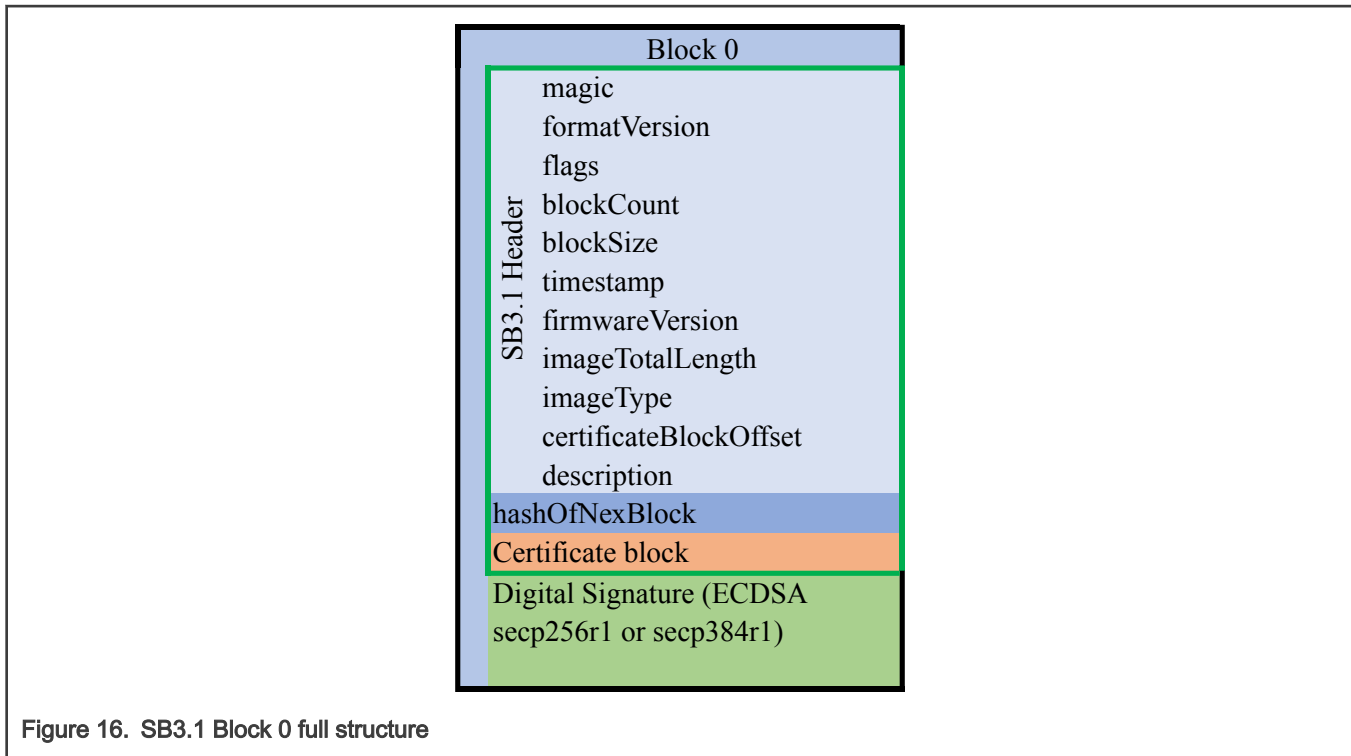 Block 0
magic
formatVersion
flags
blockCount
blockSize
timestamp
firmwareVersion
imageTotalLength
imageType
certificateBlockOffset
description
SB3.1 Header
hashOfNexBlock
Certificate block
Digital Signature (ECDSA
secp256r1 or secp384r1)
Figure 16. SB3.1 Block 0 full structure